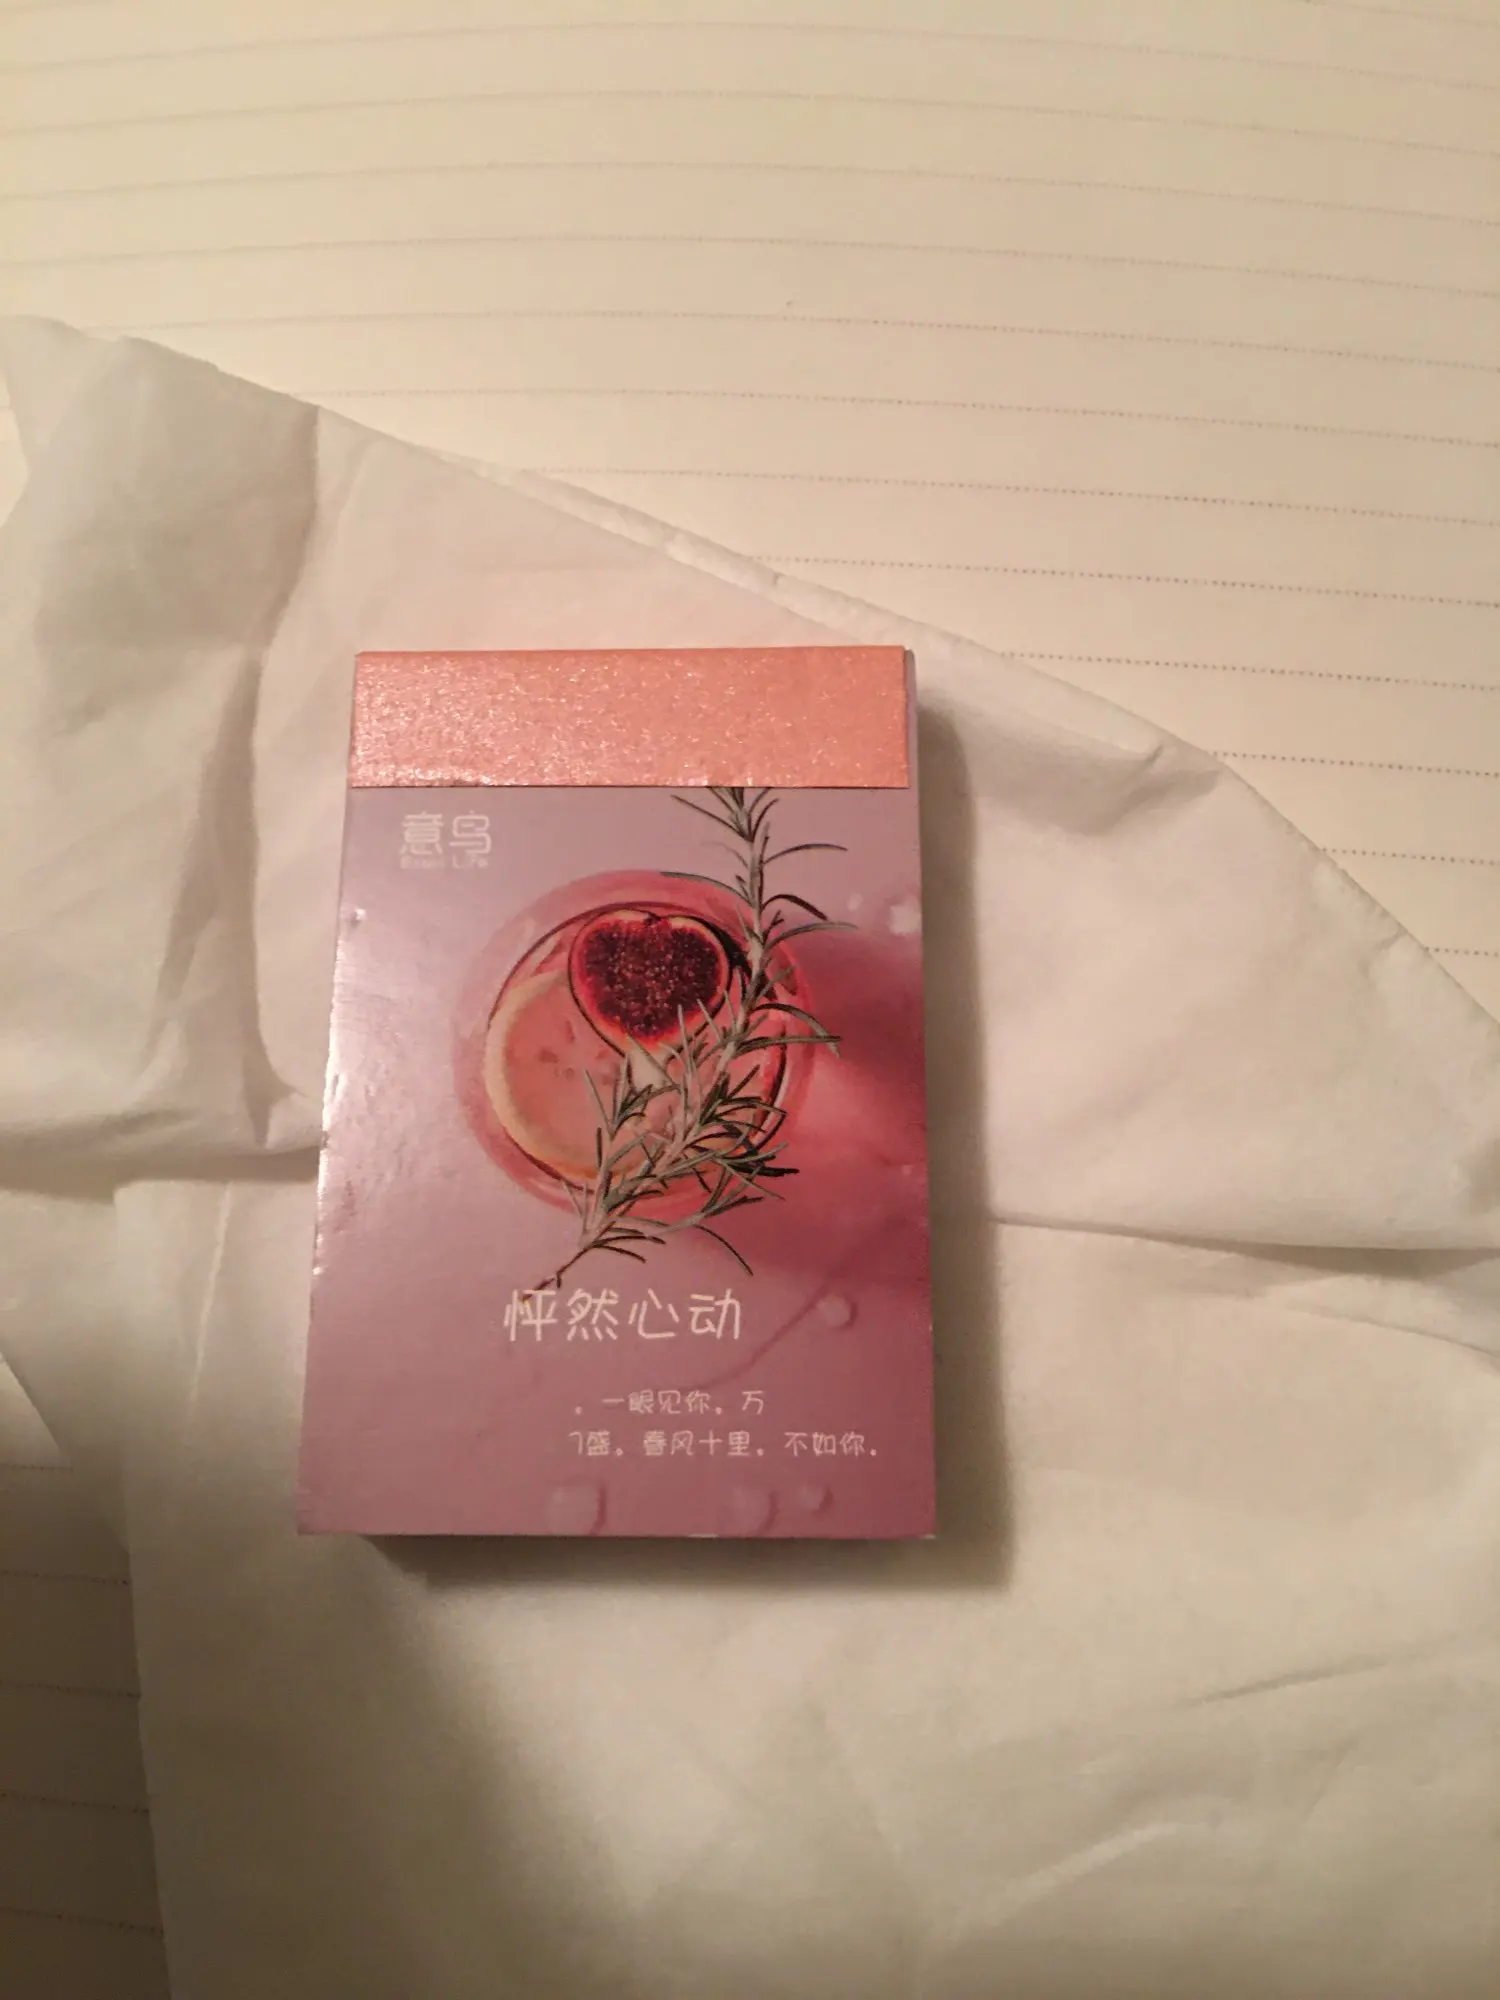 意鸟
怦然心动
。一眼见你。万
盛。春风十里。不如你。